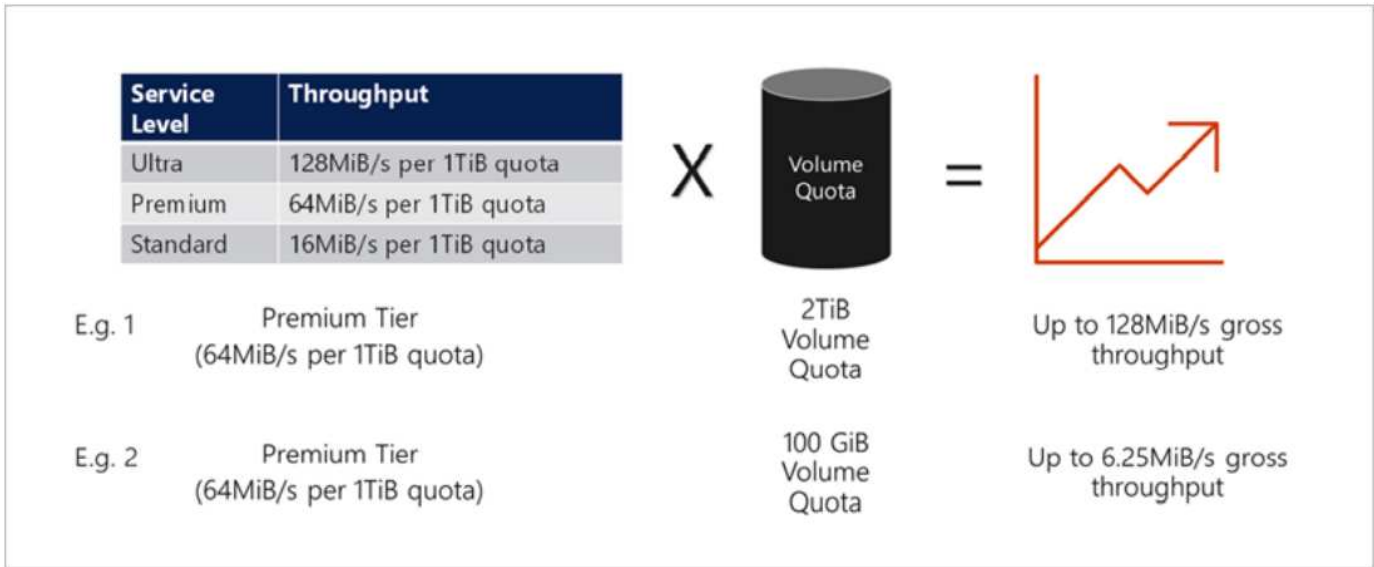 Service Level
Throughput
Ultra 128MiB/s per 1TiB quota
Premium 64MiB/s per 1TiB quota
Standard 16MiB/s per 1TiB quota
X
Volume
Quota
=
E.g. 1
Premium Tier
(64MiB/s per 1TiB quota)
2TiB
Volume
Quota
Up to 128MiB/s gross
throughput
E.g. 2
Premium Tier
(64MiB/s per 1TiB quota)
100 GiB
Volume
Quota
Up to 6.25MiB/s gross
throughput